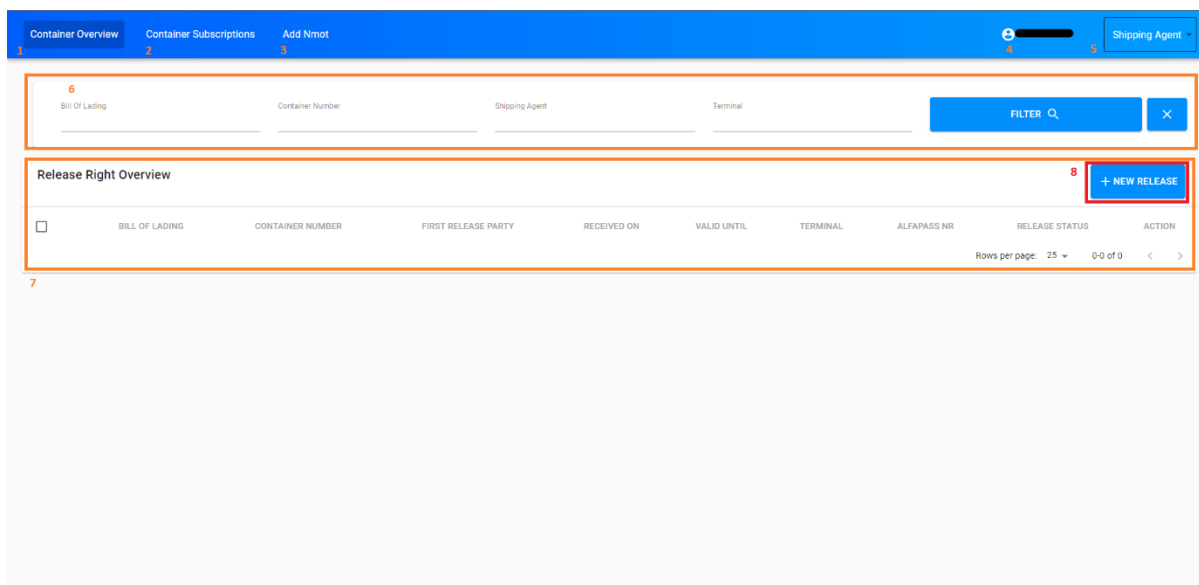 Container Overview Container Subscriptions Add Nmot Shipping Agent
1 2 3 4 5
6
Bill Of Lading Container Number Shipping Agent Terminal
FILTER
Release Right Overview 8 + NEW RELEASE
BILL OF LADING CONTAINER NUMBER FIRST RELEASE PARTY RECEIVED ON VALID UNTIL TERMINAL ALFAPASS NR RELEASE STATUS ACTION
Rows per page: 25 0-0 of 0
7